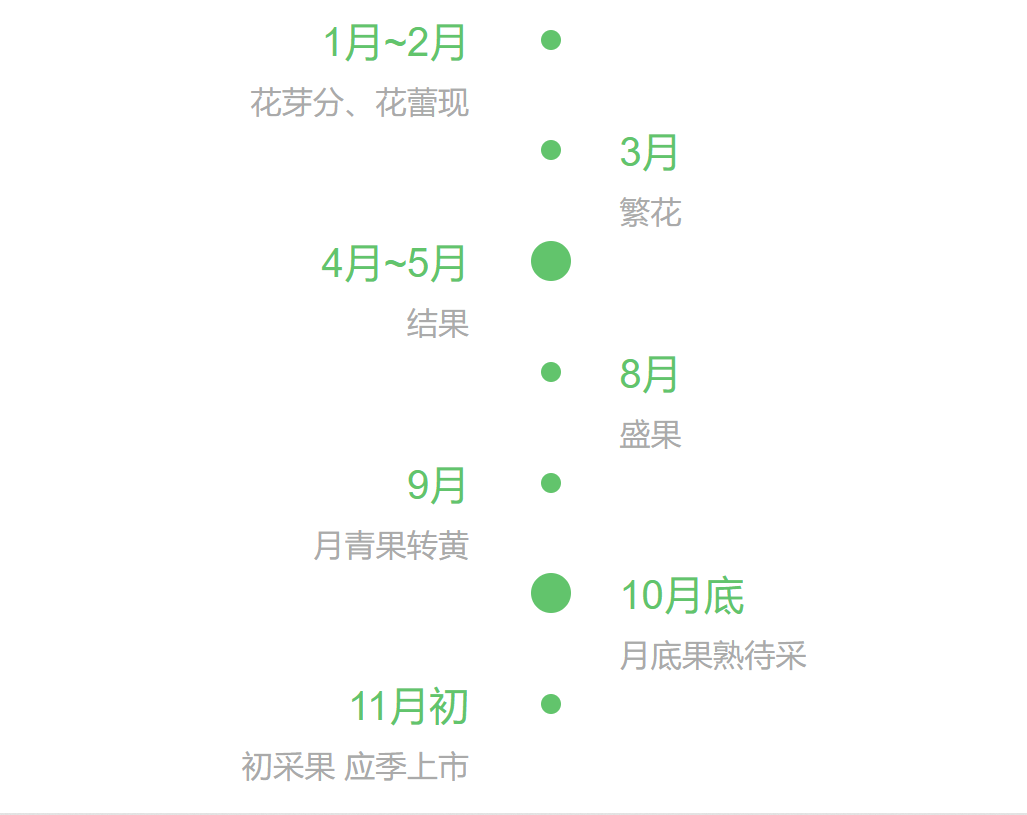 1月~2月
花芽分、花蕾现
3月
繁花
4月~5月
结果
8月
盛果
9月
月青果转黄
10月底
月底果熟待采
11月初
初采果 应季上市